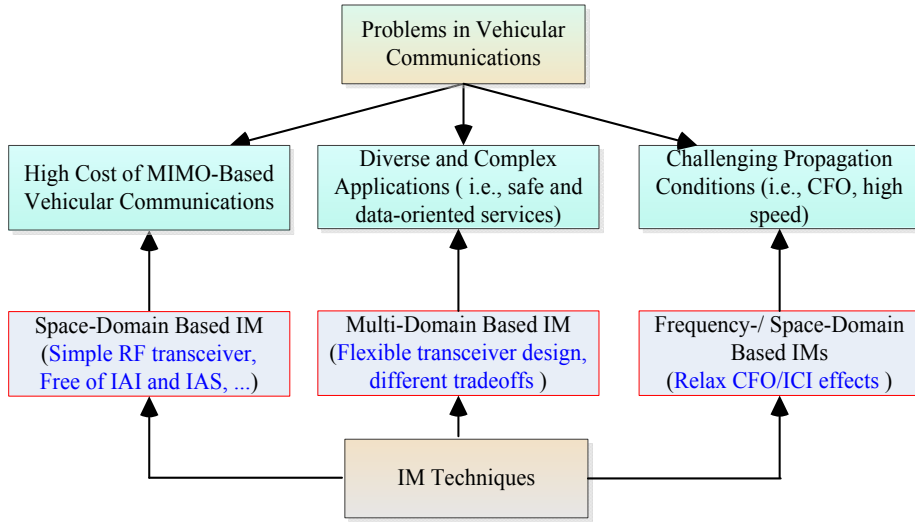 Problems in Vehicular
Communications
High Cost of MIMO-Based
Vehicular Communications
Diverse and Complex
Applications ( i.e., safe and
data-oriented services)
Challenging Propagation
Conditions (i.e., CFO, high
speed)
Space-Domain Based IM
(Simple RF transceiver,
Free of IAI and IAS, ...)
Multi-Domain Based IM
(Flexible transceiver design,
different tradeoffs )
Frequency-/ Space-Domain
Based IMs
(Relax CFO/ICI effects )
IM Techniques